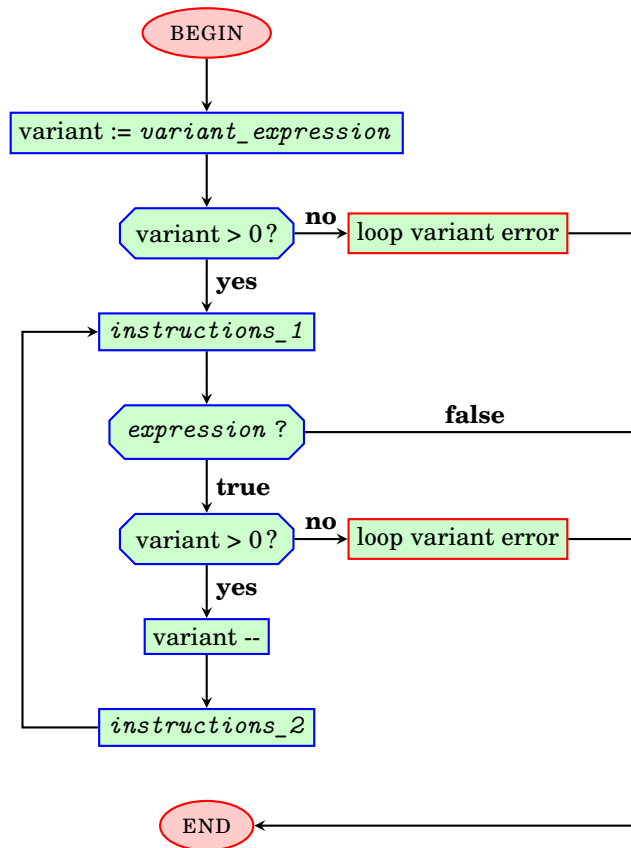 BEGIN
variant := variant_expression
variant > 0?
no
loop variant error
yes
instructions_1
expression ?
false
true
variant > 0?
no
loop variant error
yes
variant --
instructions_2
END